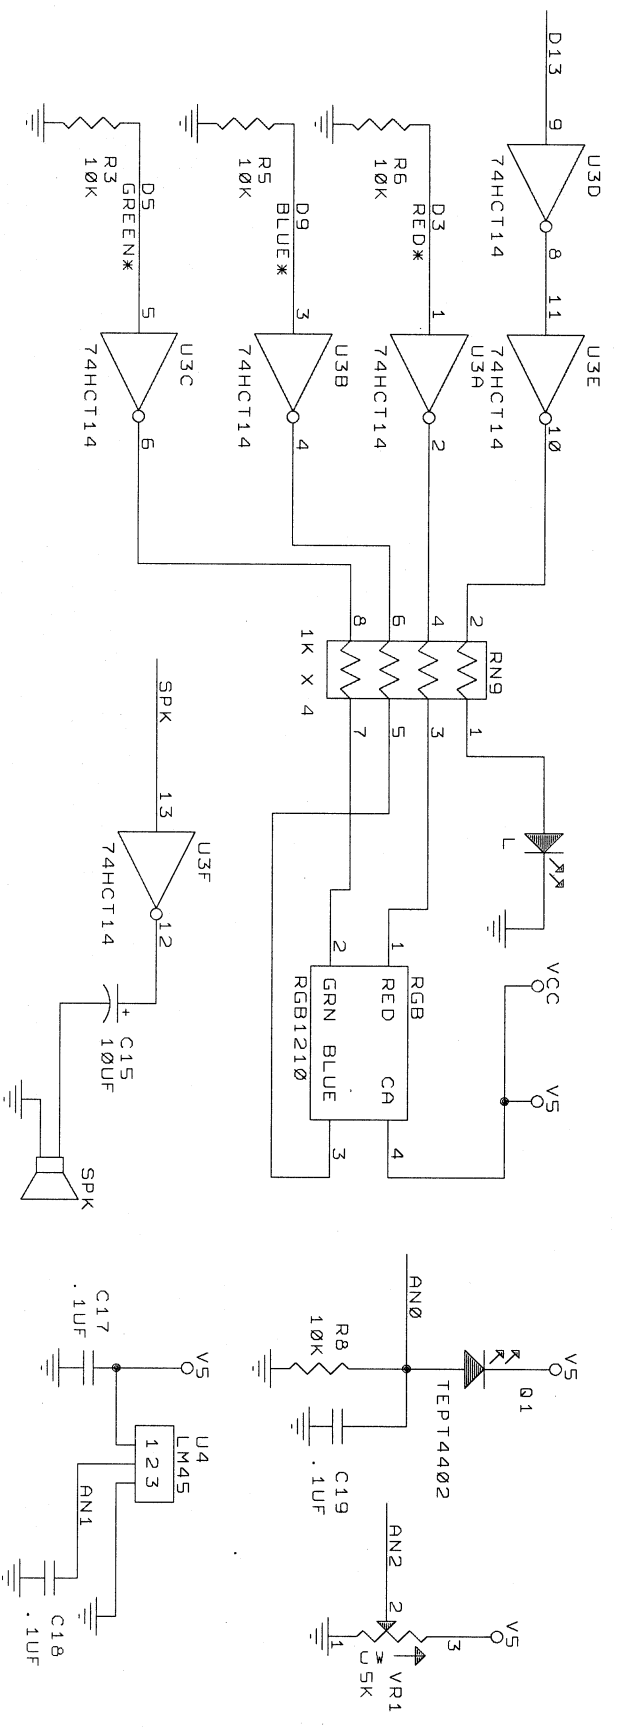 D13
9
U3D
74HCT14
8
11
U3E
74HCT14
10
R6
10K
D3
RED*
1
U3A
74HCT14
2
R5
10K
D9
BLUE*
3
U3B
74HCT14
4
R3
10K
D5
GREEN*
5
U3C
74HCT14
6
RN9
2
1
4
3
6
5
8
7
1K X 4
L
VCC
V5
RGB
RED
CA
GRN
BLUE
RGB1210
1
2
3
4
SPK
13
U3F
74HCT14
12
+
C15
10UF
SPK
V5
Q1
TEPT4402
AN0
R8
10K
C19
.1UF
V5
3
AN2
2
1
W
VR1
U5K
V5
C17
.1UF
U4
LM45
1 2 3
AN1
C18
.1UF